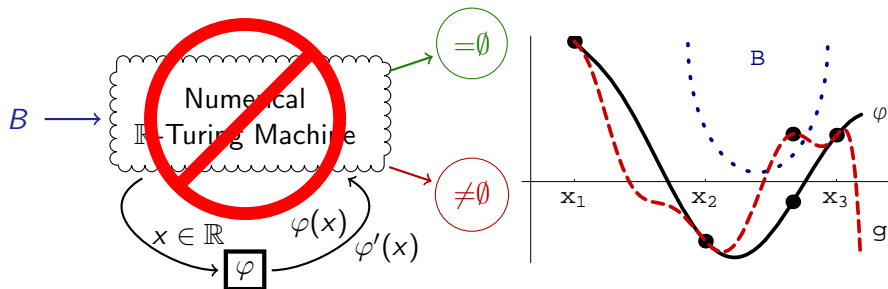 B
Numerical
ℝ-Turing Machine
=∅
≠∅
x ∈ ℝ
φ
φ(x)
φ′(x)
B
φ
x₁
x₂
x₃
g